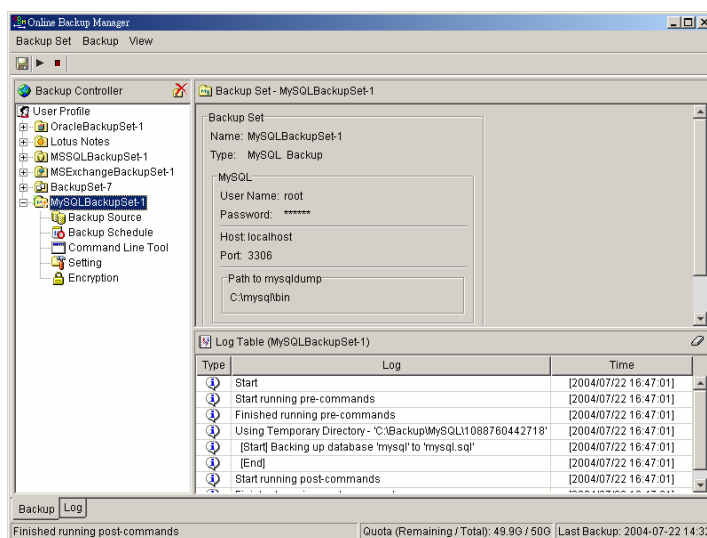 Online Backup Manager
Backup Set Backup View
Backup Controller
User Profile
OracleBackupSet-1
Lotus Notes
MSSQLBackupSet-1
MSExchangeBackupSet-1
BackupSet-7
MySQLBackupSet-1
Backup Source
Backup Schedule
Command Line Tool
Setting
Encryption
Backup Set - MySQLBackupSet-1
Backup Set
Name: MySQLBackupSet-1
Type: MySQL Backup
MySQL
User Name: root
Password: ******
Host: localhost
Port: 3306
Path to mysqldump
C:\mysql\bin
Log Table (MySQLBackupSet-1)
Type Log Time
Start [2004/07/22 16:47:01]
Start running pre-commands [2004/07/22 16:47:01]
Finished running pre-commands [2004/07/22 16:47:01]
Using Temporary Directory - 'C:\Backup\MySQL\1088760442718' [2004/07/22 16:47:01]
[Start] Backing up database 'mysql' to 'mysql.sql' [2004/07/22 16:47:01]
[End] [2004/07/22 16:47:01]
Start running post-commands [2004/07/22 16:47:01]
Backup Log
Finished running post-commands Quota (Remaining / Total): 49.9G / 50G Last Backup: 2004-07-22 14:32